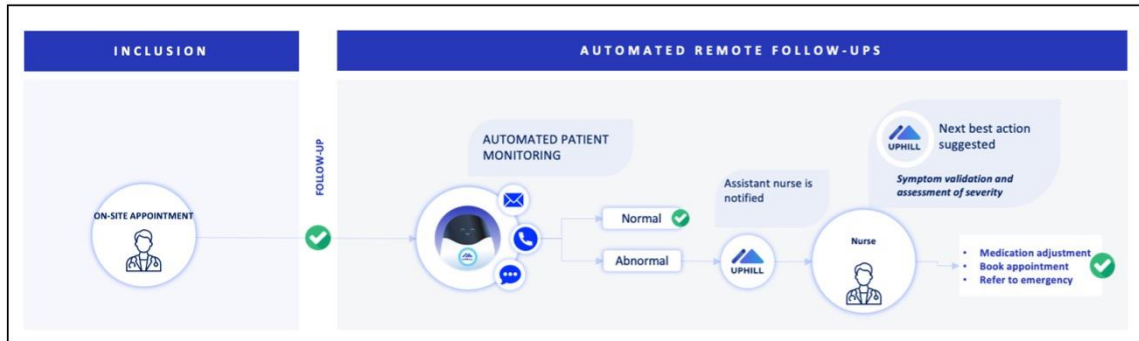 INCLUSION
AUTOMATED REMOTE FOLLOW-UPS
ON-SITE APPOINTMENT
FOLLOW-UP
AUTOMATED PATIENT
MONITORING
Normal
Abnormal
Assistant nurse is
notified
UPHILL
UPHILL
Next best action
suggested
Symptom validation and
assessment of severity
Nurse
• Medication adjustment
• Book appointment
• Refer to emergency